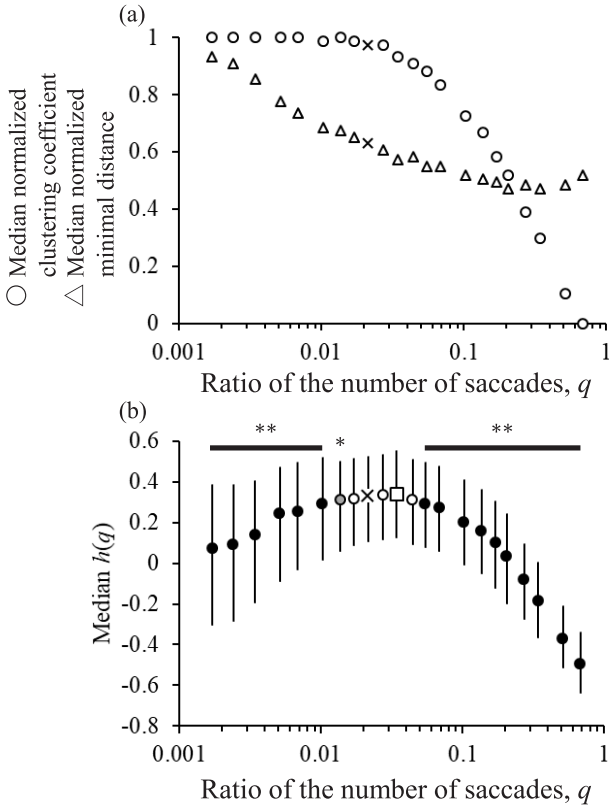 (a)
○ Median normalized
clustering coefficient
△ Median normalized
minimal distance
1
0.8
0.6
0.4
0.2
0
0.001
0.01
0.1
1
Ratio of the number of saccades, q
(b)
**
*
**
Median h(q)
0.6
0.4
0.2
0
-0.2
-0.4
-0.6
-0.8
0.001
0.01
0.1
1
Ratio of the number of saccades, q